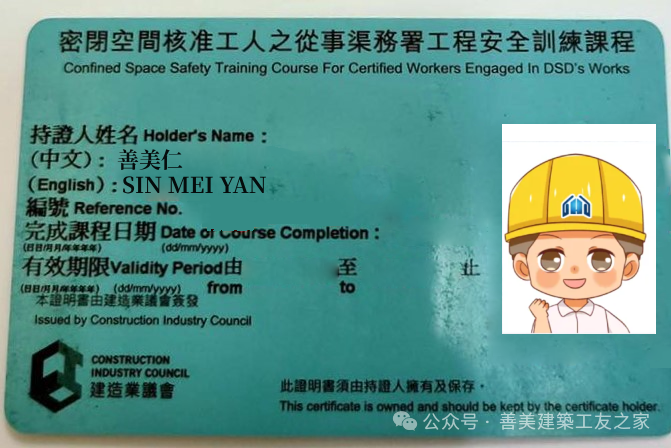 密閉空間核准工人之從事渠務署工程安全訓練課程
Confined Space Safety Training Course For Certified Workers Engaged In DSD's Works
持證人姓名 Holder's Name :
(中文) : 善美仁
(English) : SIN MEI YAN
編號 Reference No.
完成課程日期 Date of Course Completion :
(日日/月月/年年年年) (dd/mm/yyyy)
有效期限 Validity Period 由 至 止
(日日/月月/年年年年) (dd/mm/yyyy) from to
本證明書由建造業議會簽發
Issued by Construction Industry Council
CONSTRUCTION
INDUSTRY COUNCIL
建造業議會
此證明書須由持證人擁有及保存。
This certificate is owned and should be kept by the certificate holder.
公众号 · 善美建築工友之家